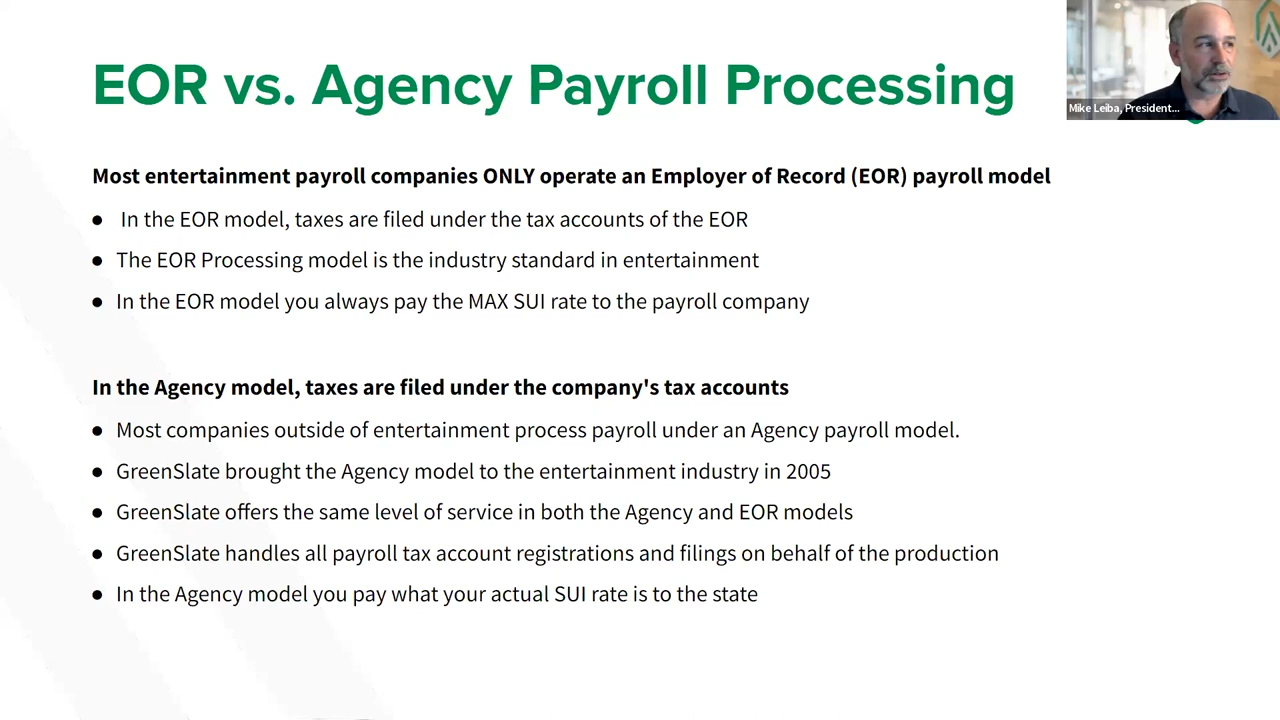 EOR vs. Agency Payroll Processing
Mike Leiba, President...
Most entertainment payroll companies ONLY operate an Employer of Record (EOR) payroll model
● In the EOR model, taxes are filed under the tax accounts of the EOR
● The EOR Processing model is the industry standard in entertainment
● In the EOR model you always pay the MAX SUI rate to the payroll company
In the Agency model, taxes are filed under the company's tax accounts
● Most companies outside of entertainment process payroll under an Agency payroll model.
● GreenSlate brought the Agency model to the entertainment industry in 2005
● GreenSlate offers the same level of service in both the Agency and EOR models
● GreenSlate handles all payroll tax account registrations and filings on behalf of the production
● In the Agency model you pay what your actual SUI rate is to the state